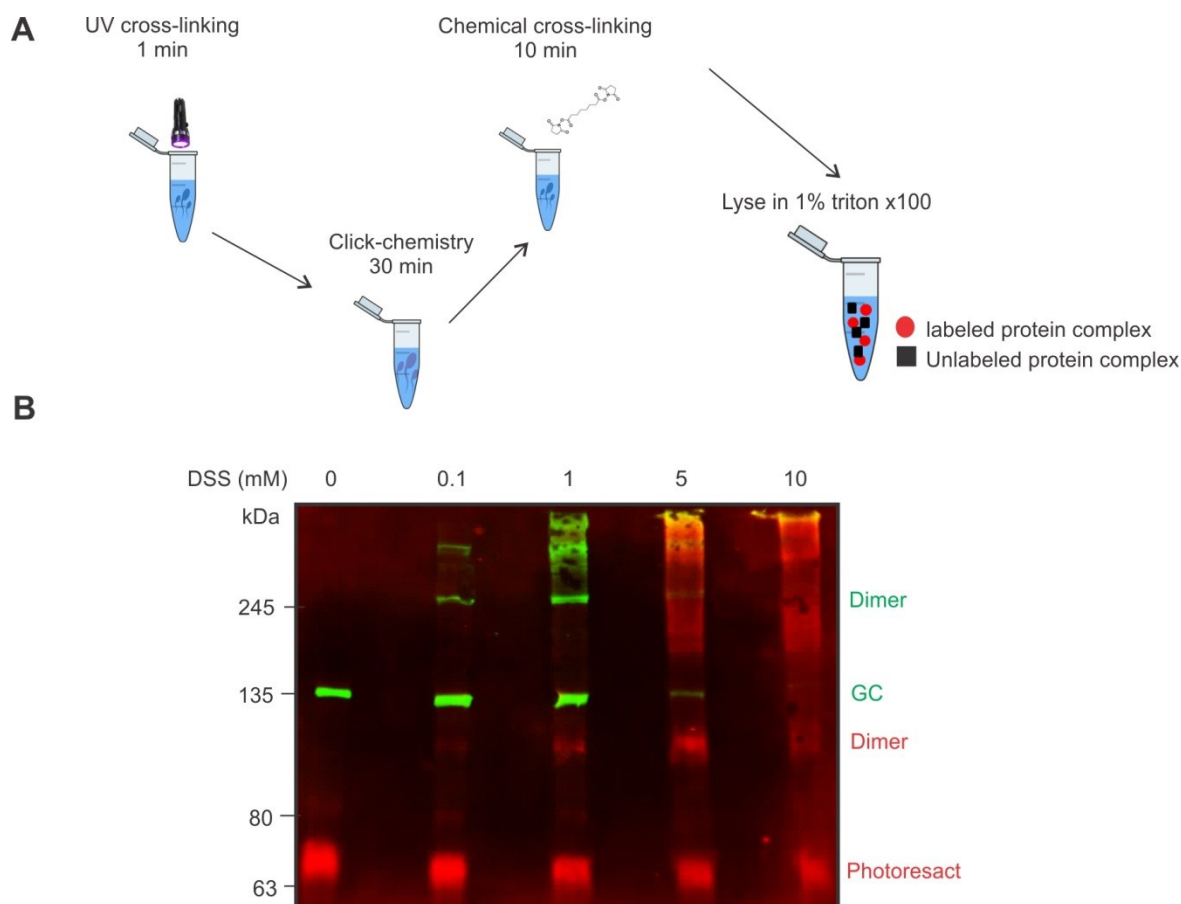 A
UV cross-linking
1 min
Chemical cross-linking
10 min
Lyse in 1% triton x100
Click-chemistry
30 min
labeled protein complex
Unlabeled protein complex
B
DSS (mM) 0 0.1 1 5 10
kDa
245
135
80
63
Dimer
GC
Dimer
Photoresact